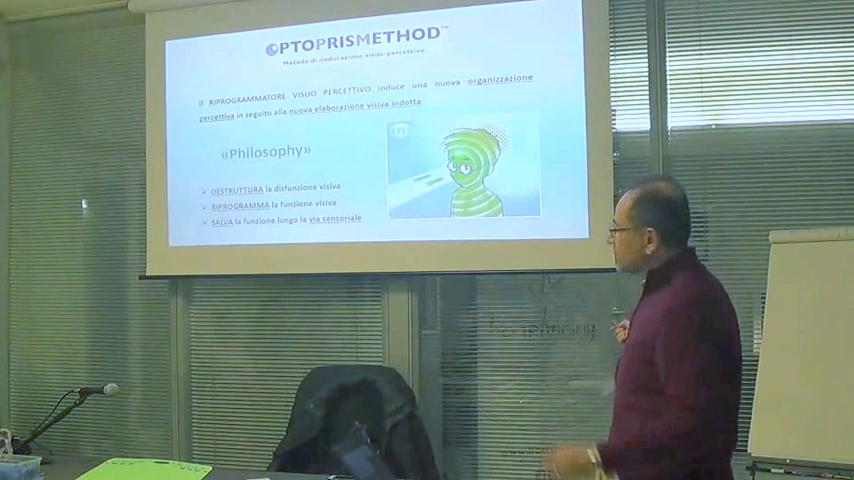 OPTOPRISMETHOD™
Metodo di rieducazione visuo-percettiva
Il RIPROGRAMMATORE VISUO PERCETTIVO induce una nuova organizzazione
percettiva in seguito alla nuova elaborazione visiva indotta
«Philosophy»
➢ DESTRUTTURA la disfunzione visiva
➢ RIPROGRAMMA la funzione visiva
➢ SALVA la funzione lungo la via sensoriale